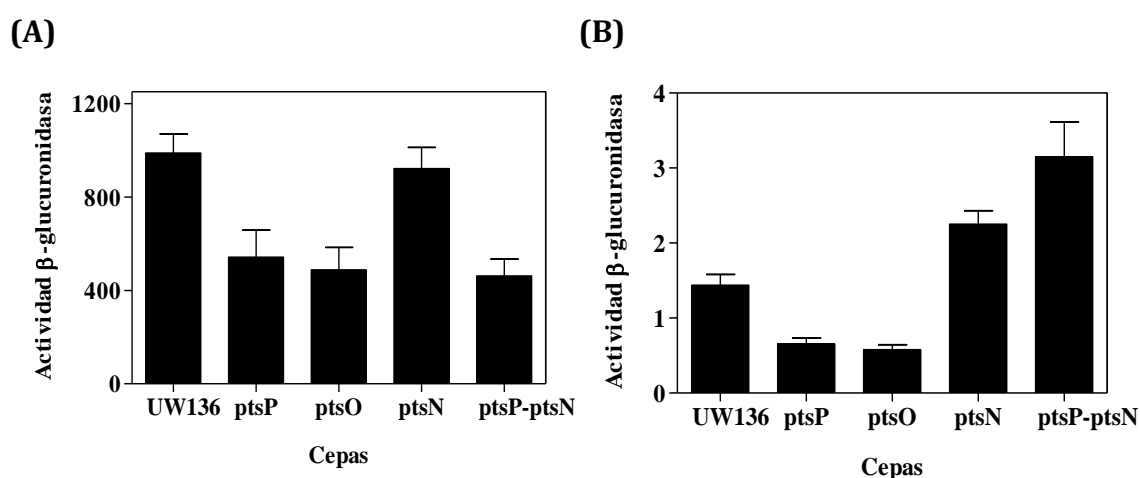 (A)
Actividad β-glucuronidasa
1200
800
400
0
UW136 ptsP ptsO ptsN ptsP-ptsN
Cepas
(B)
Actividad β-glucuronidasa
4
3
2
1
0
UW136 ptsP ptsO ptsN ptsP-ptsN
Cepas